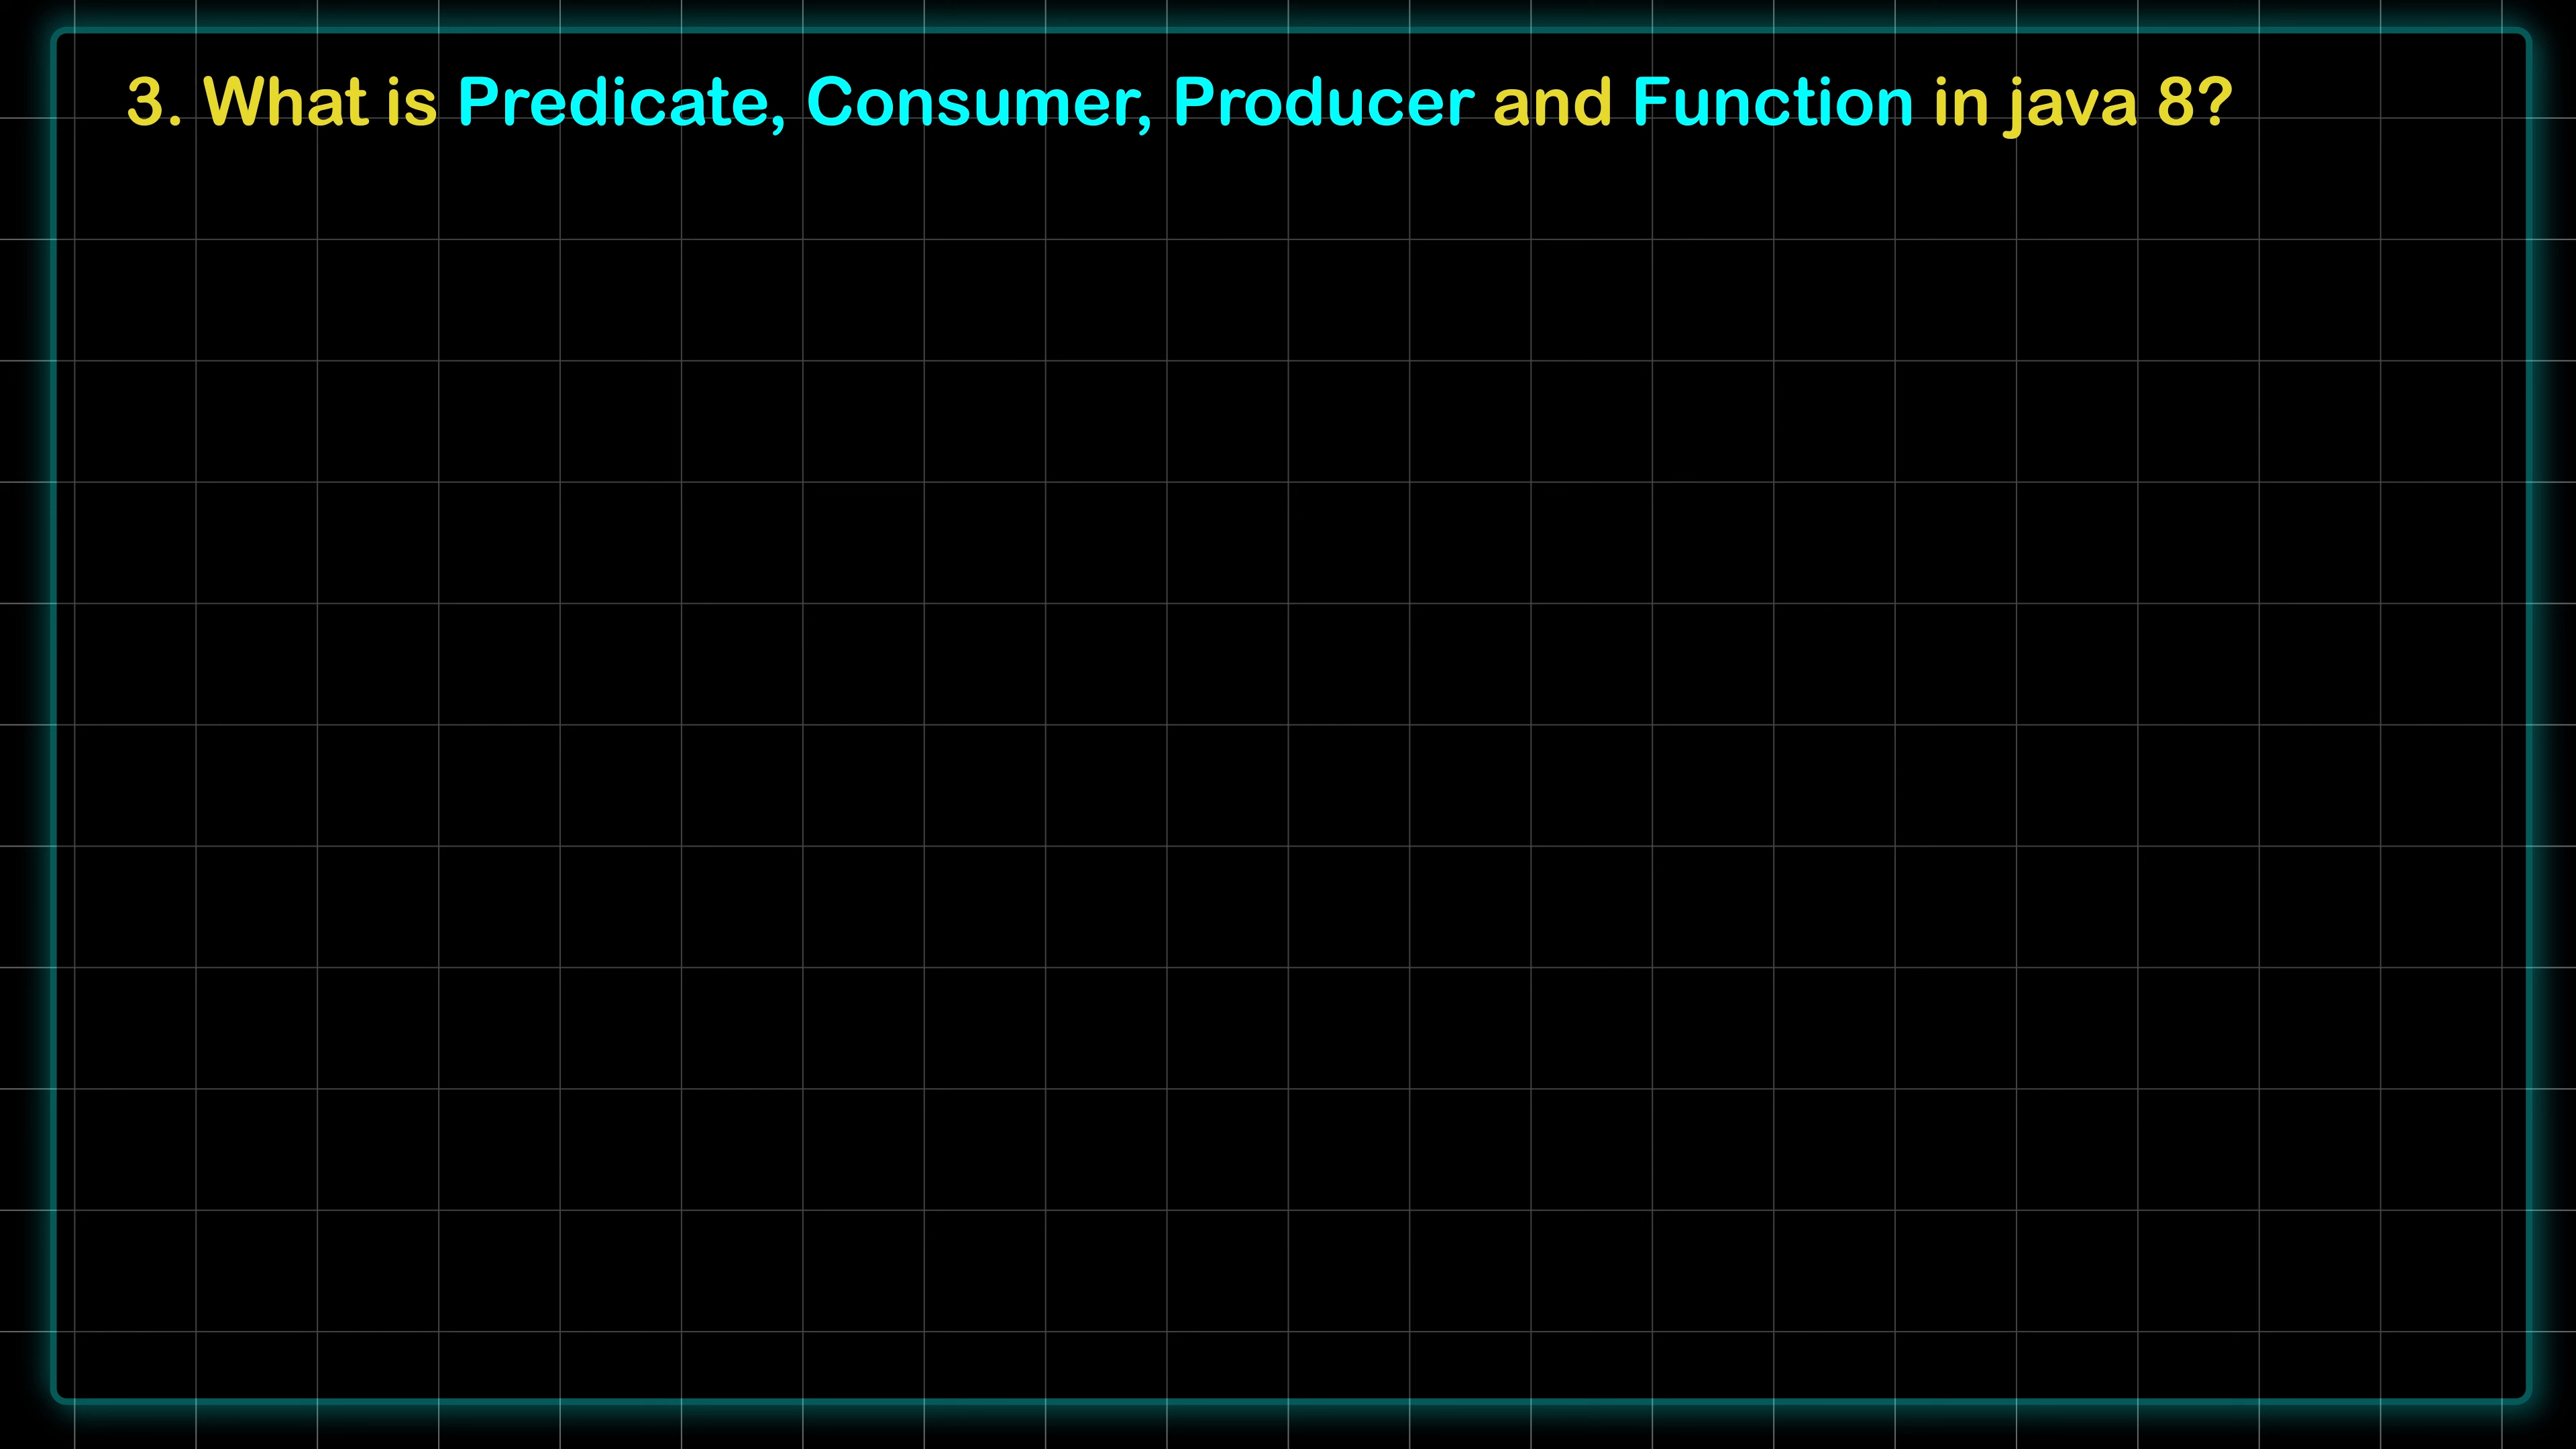 3. What is Predicate, Consumer, Producer and Function in java 8?